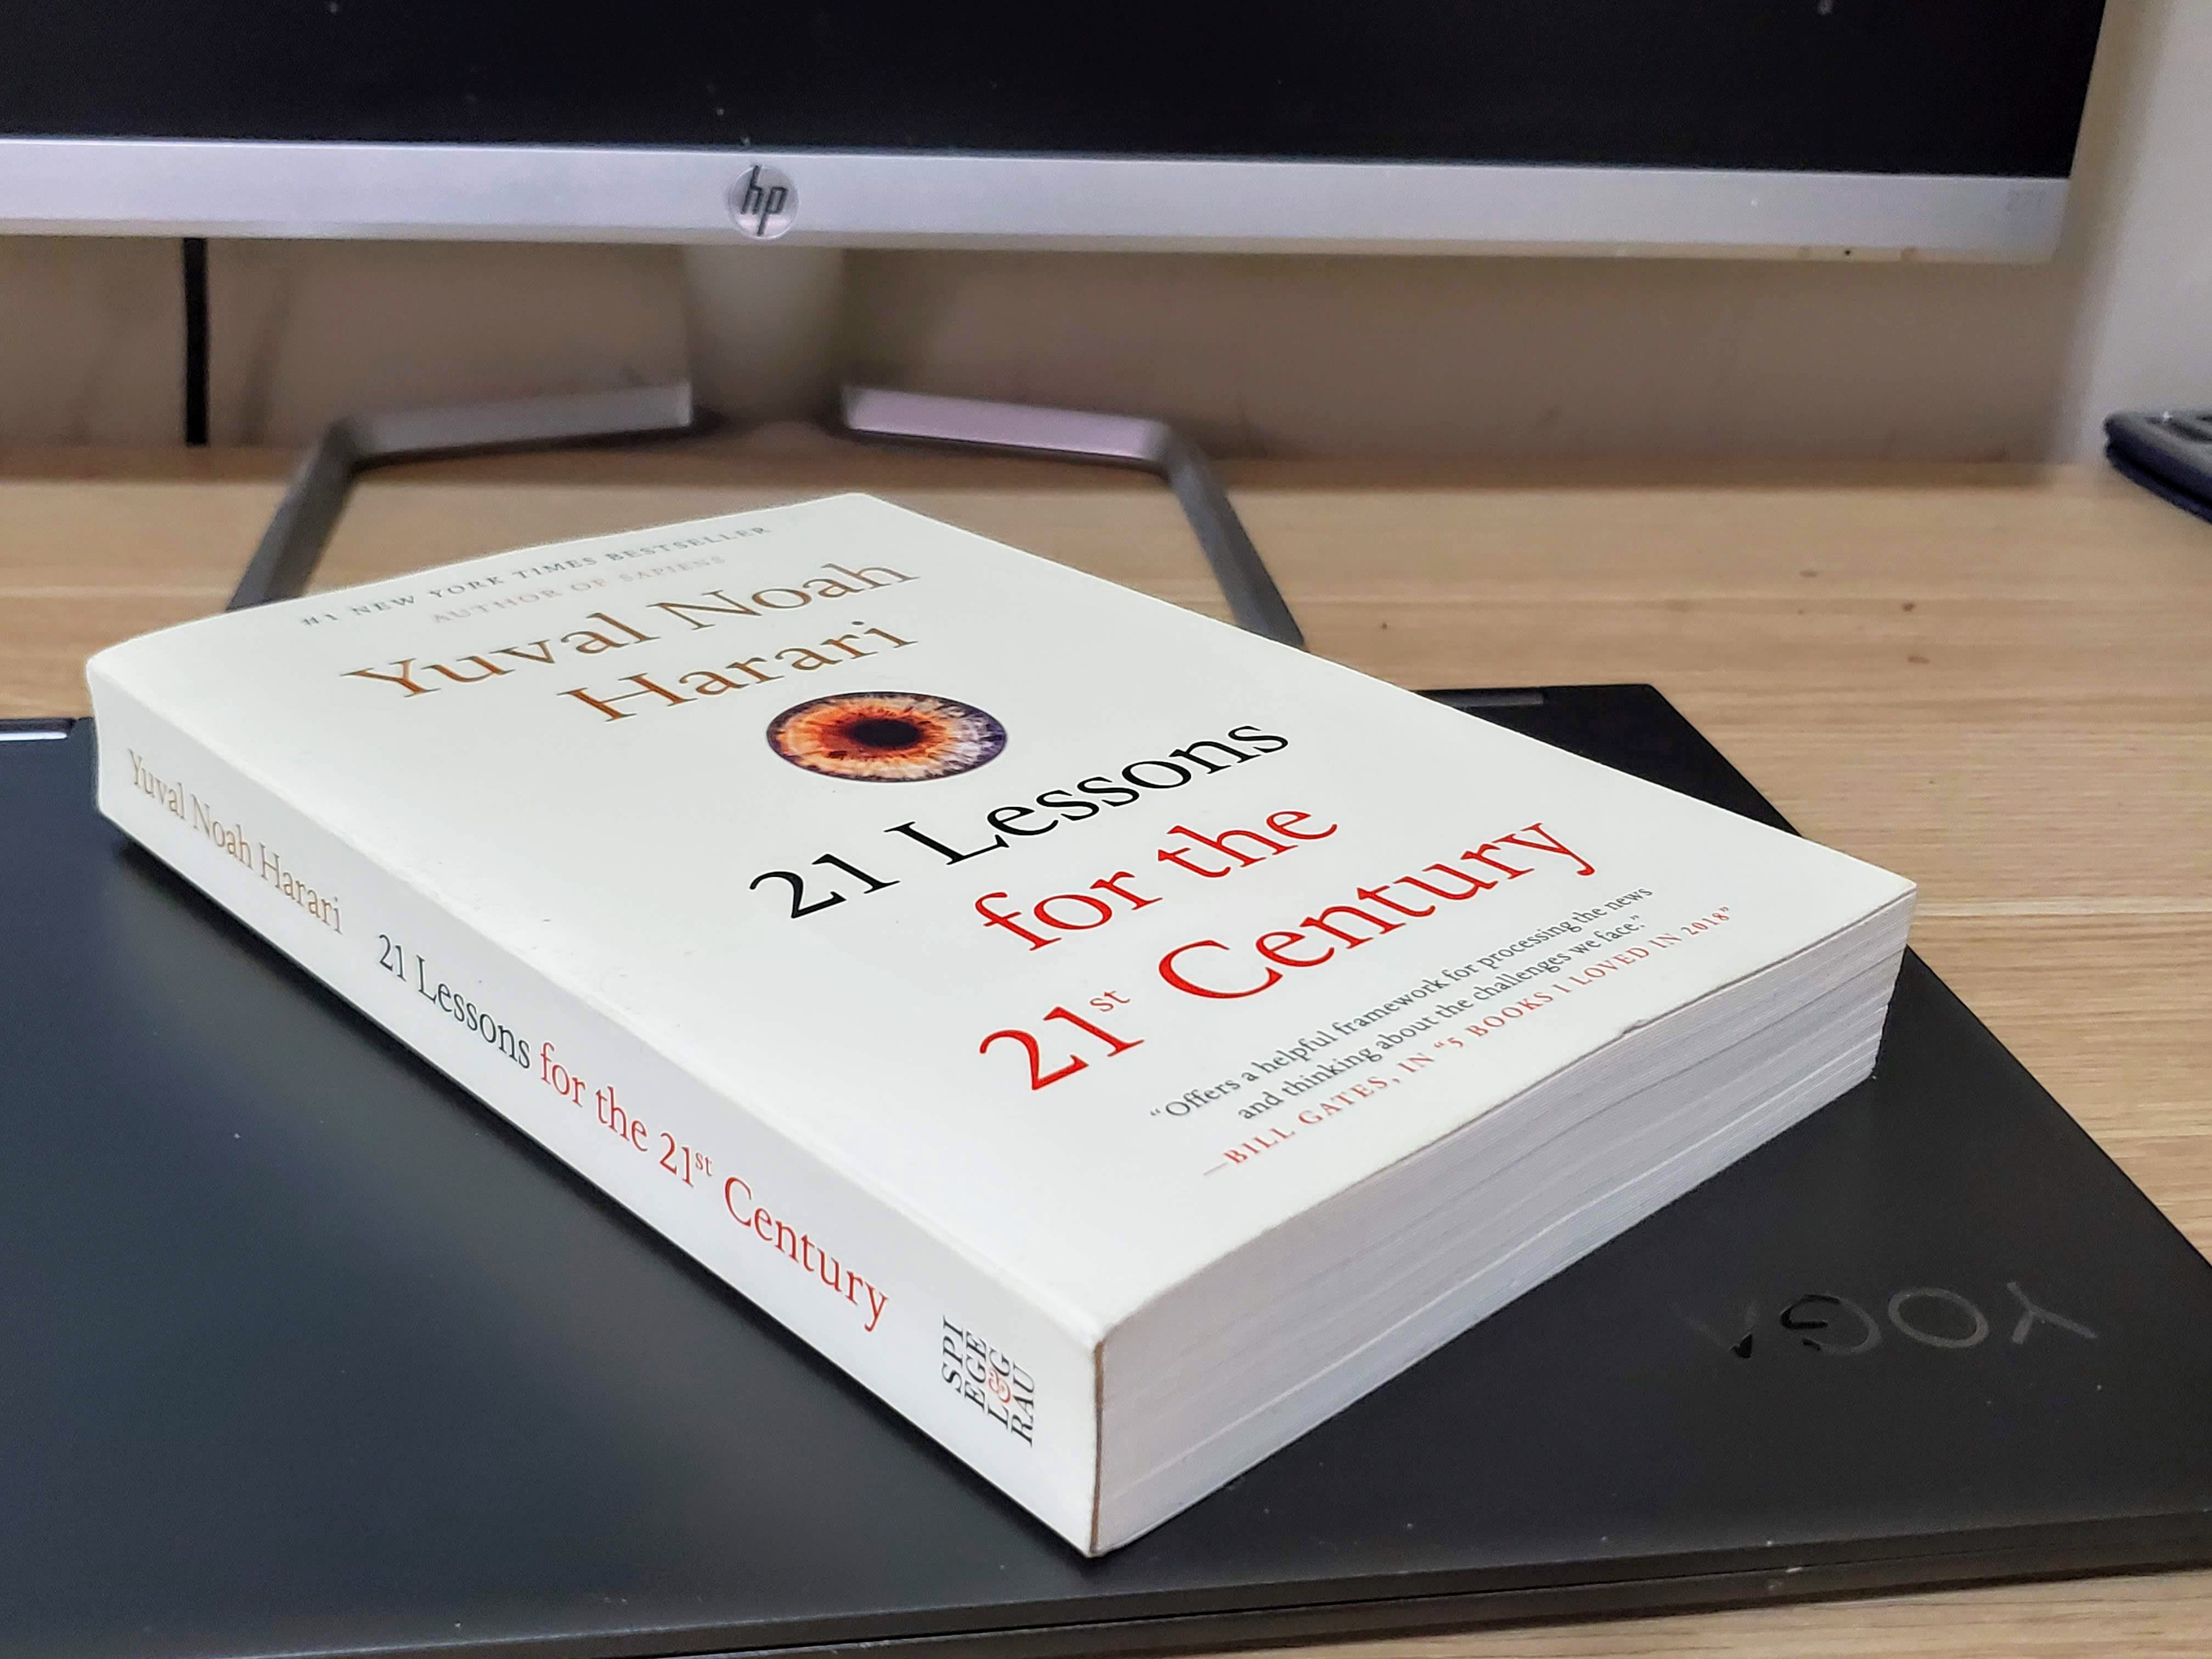 hp
#1 NEW YORK TIMES BESTSELLER
AUTHOR OF SAPIENS
Yuval Noah
Harari
21 Lessons
for the
21st Century
“Offers a helpful framework for processing the news
and thinking about the challenges we face.”
—BILL GATES, IN “5 BOOKS I LOVED IN 2018”
Yuval Noah Harari 21 Lessons for the 21st Century
SPI
EGE
L&G
RAU
YOGA